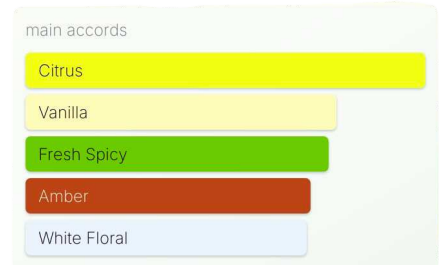 main accords
Citrus
Vanilla
Fresh Spicy
Amber
White Floral